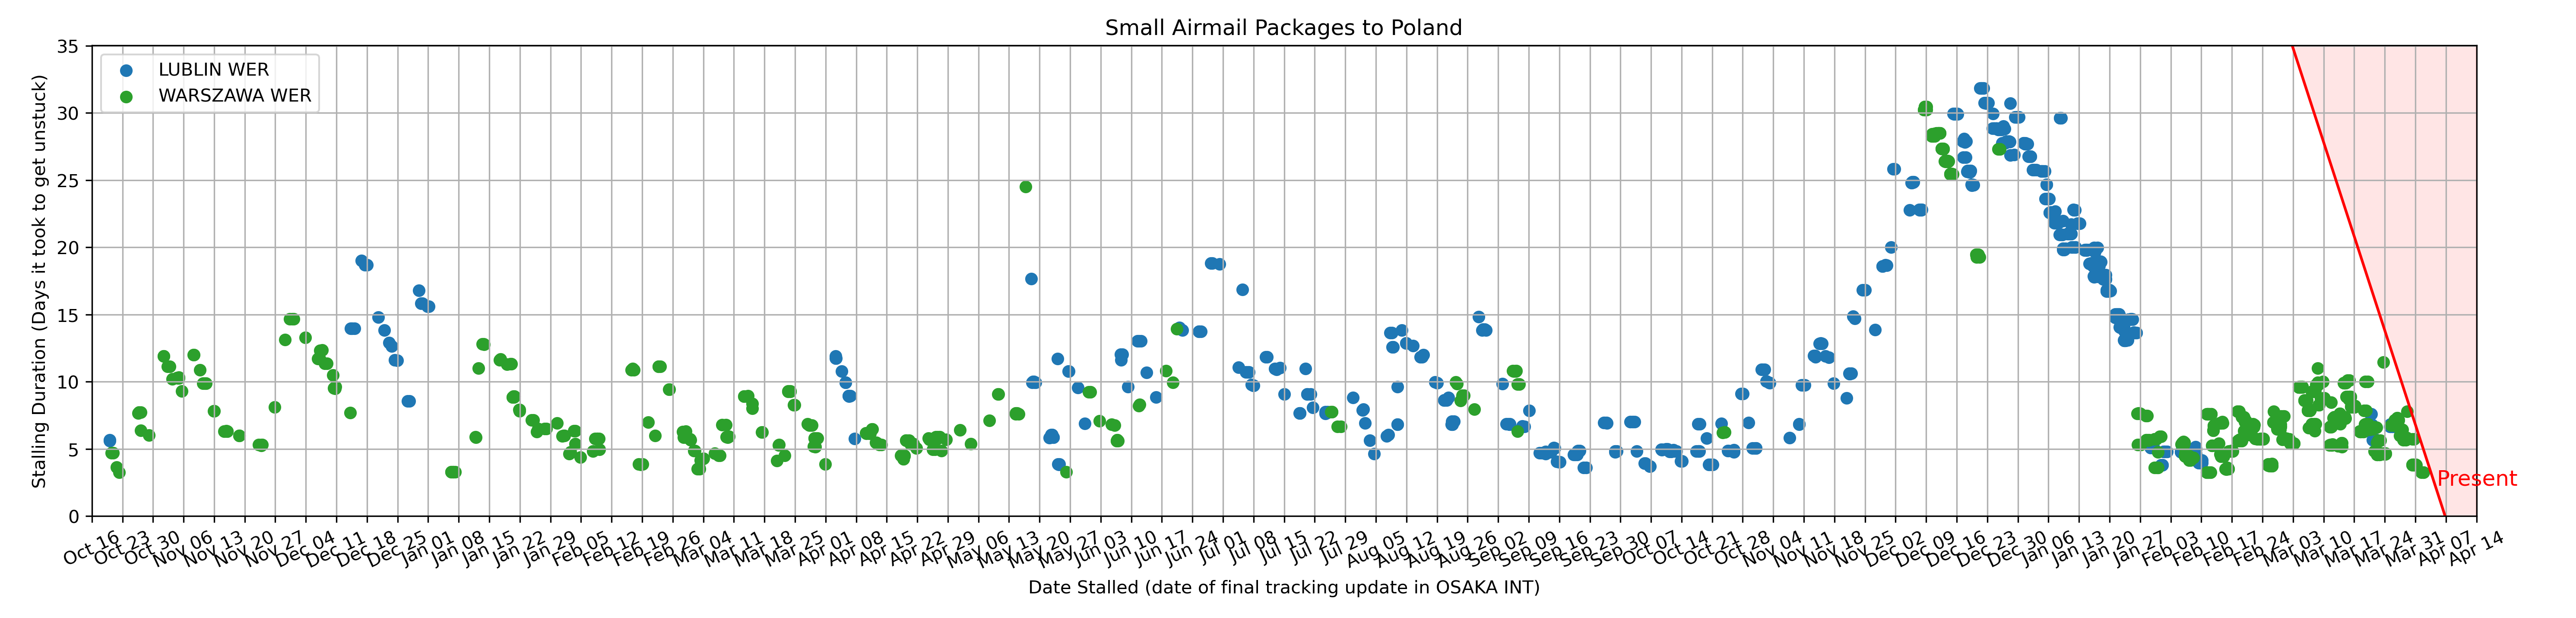 Small Airmail Packages to Poland
Stalling Duration (Days it took to get unstuck)
35
30
25
20
15
10
5
0
LUBLIN WER
WARSZAWA WER
Present
Oct 16
Oct 23
Oct 30
Nov 06
Nov 13
Nov 20
Nov 27
Dec 04
Dec 11
Dec 18
Dec 25
Jan 01
Jan 08
Jan 15
Jan 22
Jan 29
Feb 05
Feb 12
Feb 19
Feb 26
Mar 04
Mar 11
Mar 18
Mar 25
Apr 01
Apr 08
Apr 15
Apr 22
Apr 29
May 06
May 13
May 20
May 27
Jun 03
Jun 10
Jun 17
Jun 24
Jul 01
Jul 08
Jul 15
Jul 22
Jul 29
Aug 05
Aug 12
Aug 19
Aug 26
Sep 02
Sep 09
Sep 16
Sep 23
Sep 30
Oct 07
Oct 14
Oct 21
Oct 28
Nov 04
Nov 11
Nov 18
Nov 25
Dec 02
Dec 09
Dec 16
Dec 23
Dec 30
Jan 06
Jan 13
Jan 20
Jan 27
Feb 03
Feb 10
Feb 17
Feb 24
Mar 03
Mar 10
Mar 17
Mar 24
Mar 31
Apr 07
Apr 14
Date Stalled (date of final tracking update in OSAKA INT)